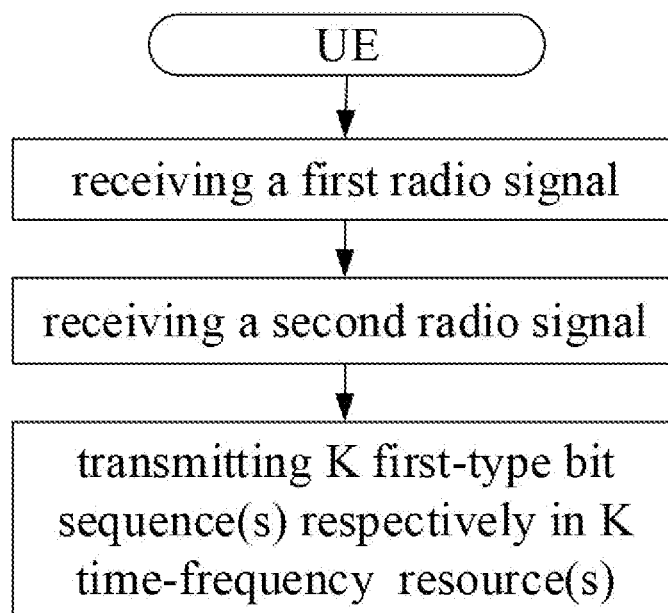 UE
receiving a first radio signal
receiving a second radio signal
transmitting K first-type bit
sequence(s) respectively in K
time-frequency resource(s)